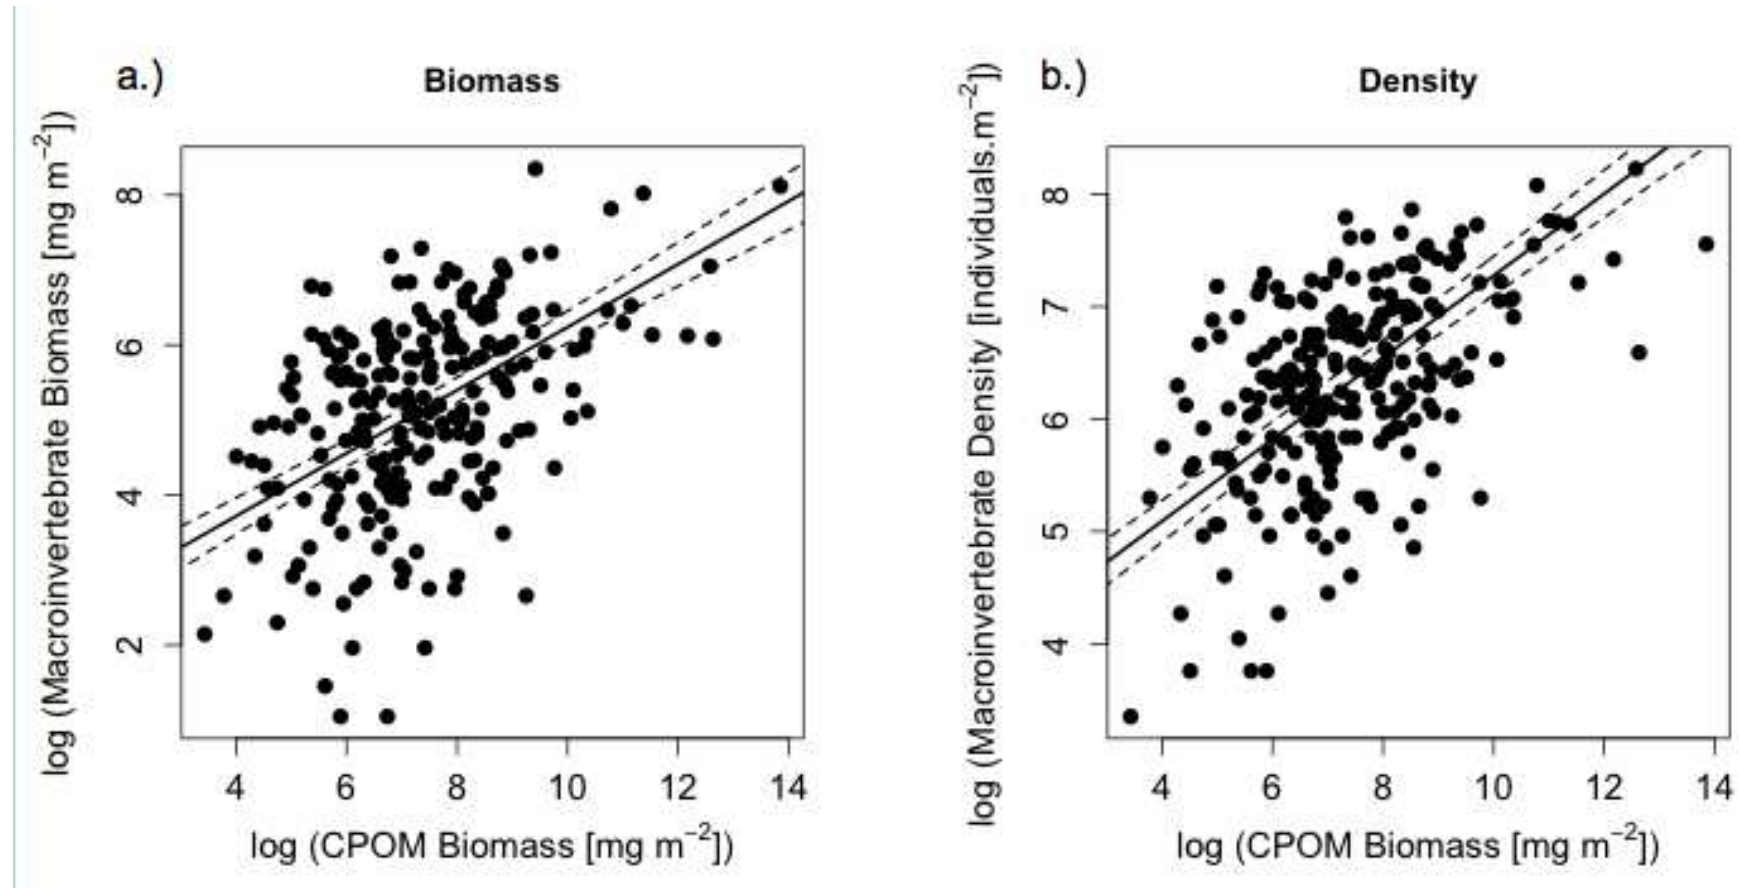 a.)
Biomass
log (Macroinvertebrate Biomass [mg m⁻²])
8
6
4
2
4 6 8 10 12 14
log (CPOM Biomass [mg m⁻²])
b.)
Density
log (Macroinvertebrate Density [individuals.m⁻²])
8
7
6
5
4
4 6 8 10 12 14
log (CPOM Biomass [mg m⁻²])